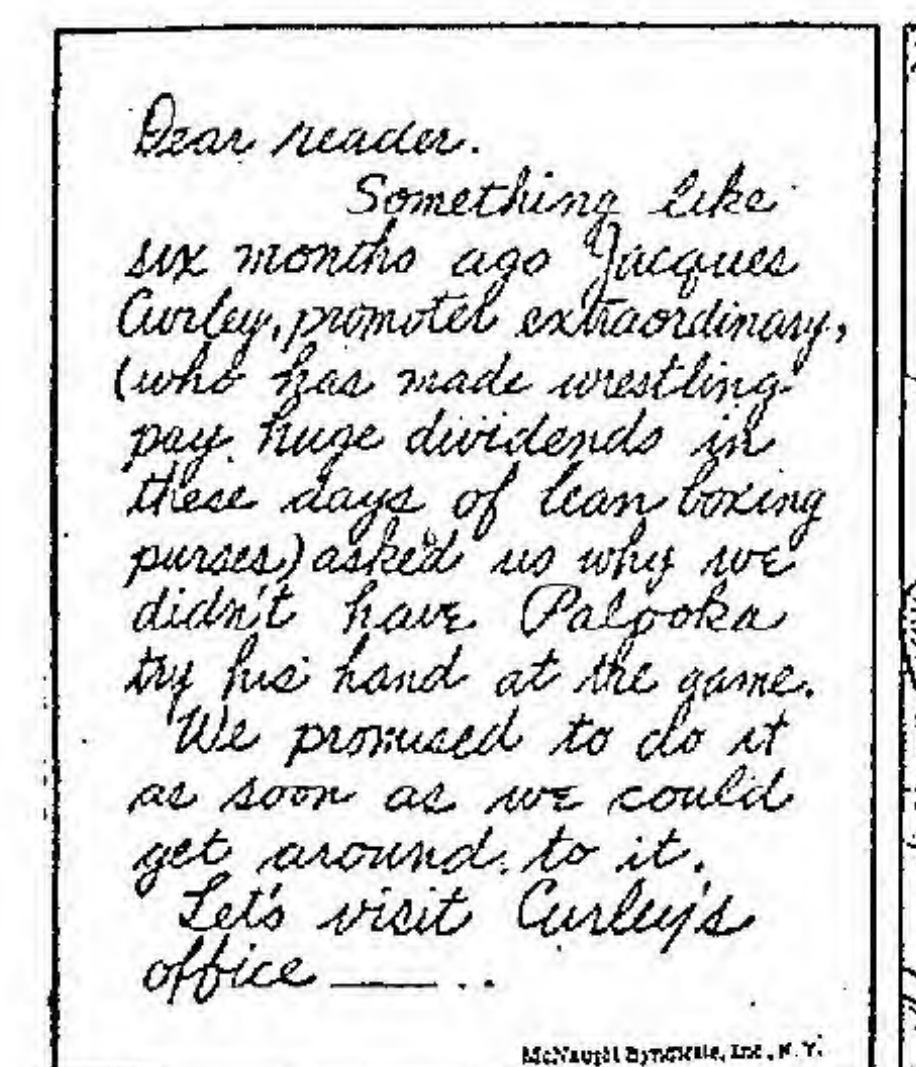 Dear reader.
Something like
six months ago Jacques
Curley, promoter extraordinary,
(who has made wrestling
pay huge dividends in
these days of lean boxing
purses) asked us why we
didn't have Palooka
try his hand at the game.
We promised to do it
as soon as we could
get around to it.
Let's visit Curley's
office ___ ..
McNaught Syndicate, Inc., N. Y.